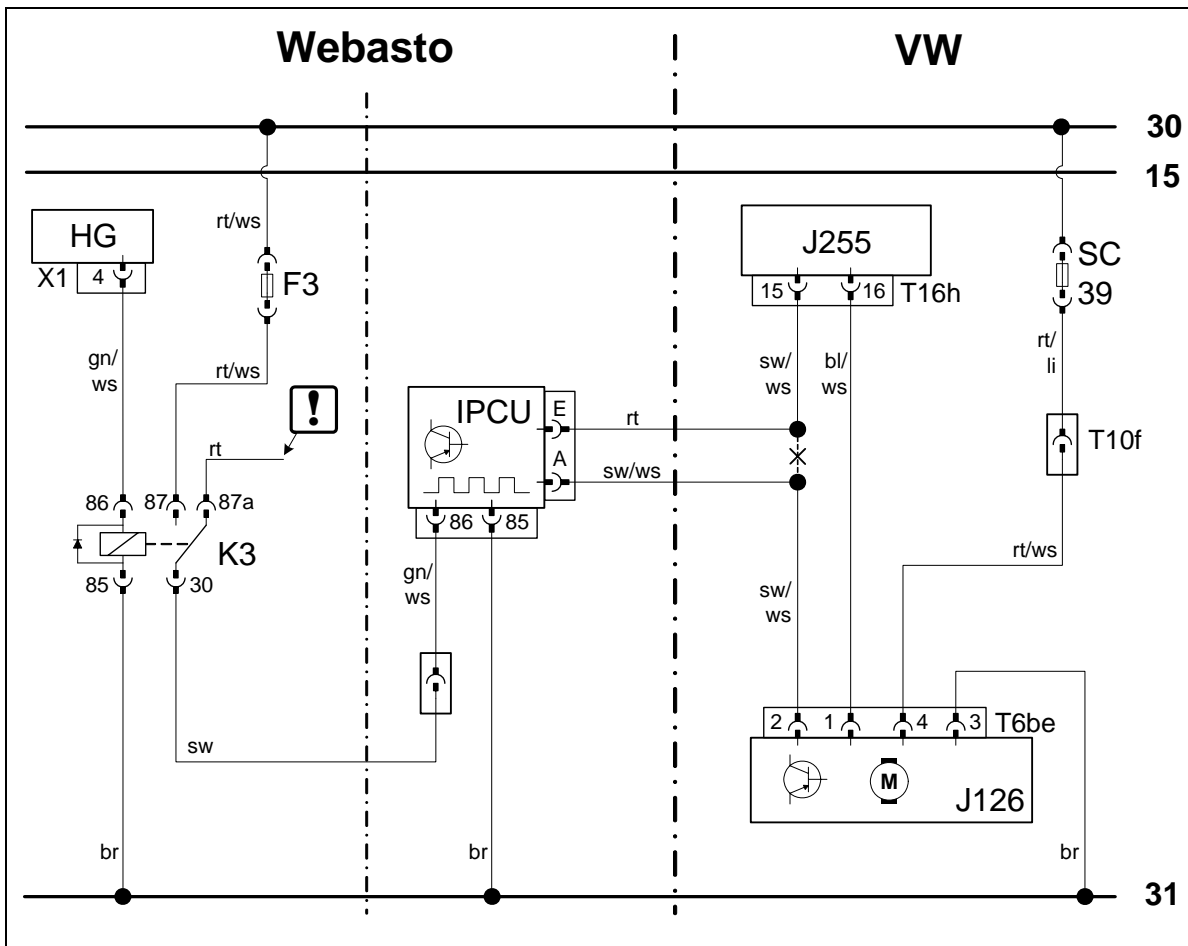 Webasto
VW
30
15
HG
X1
4
rt/ws
F3
gn/
ws
rt/ws
!
rt
86
87
87a
K3
85
30
sw
br
IPCU
E
A
rt
sw/ws
86
85
gn/
ws
br
J255
15
16
T16h
sw/
ws
bl/
ws
SC
39
rt/
li
T10f
rt/ws
sw/
ws
2
1
4
3
T6be
M
J126
br
31